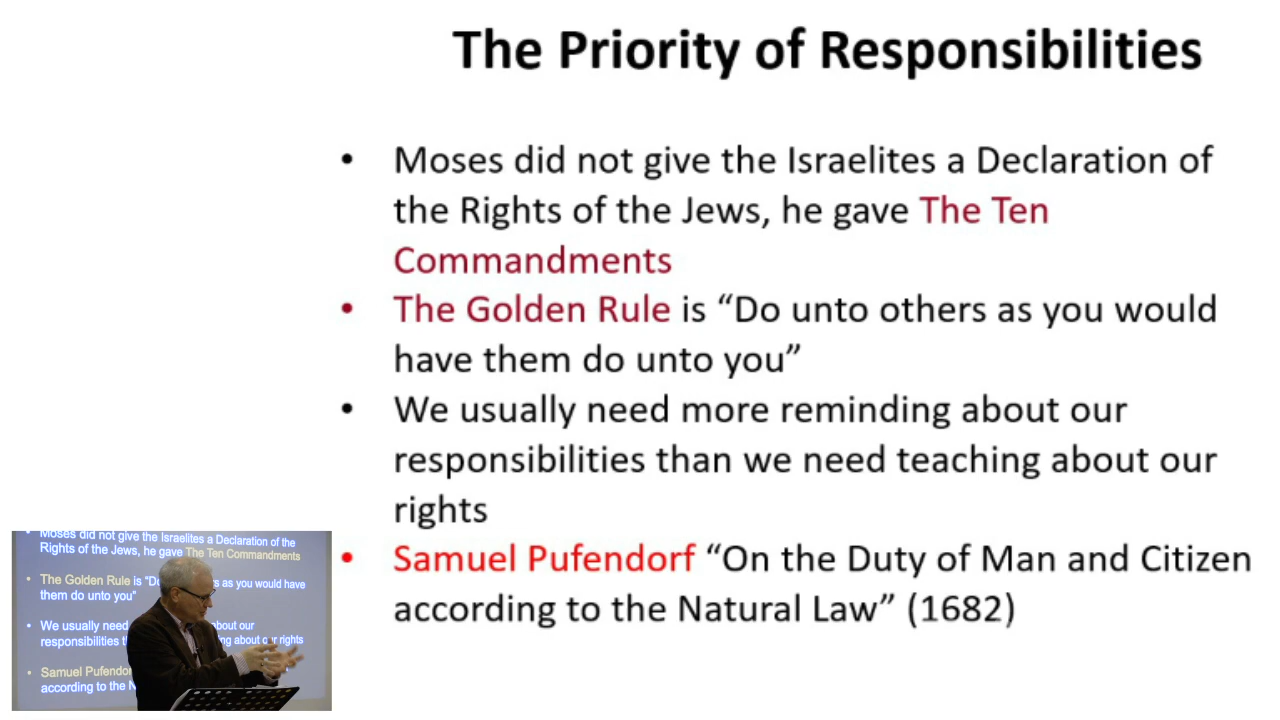 The Priority of Responsibilities
• Moses did not give the Israelites a Declaration of
the Rights of the Jews, he gave The Ten
Commandments
• The Golden Rule is “Do unto others as you would
have them do unto you”
• We usually need more reminding about our
responsibilities than we need teaching about our
rights
• Samuel Pufendorf “On the Duty of Man and Citizen
according to the Natural Law” (1682)
• Moses did not give the Israelites a Declaration of the
Rights of the Jews, he gave The Ten Commandments
• The Golden Rule is “Do s as you would have
them do unto you”
• We usually need bout our
responsibilities ng about our rights
• Samuel Pufendor
according to the